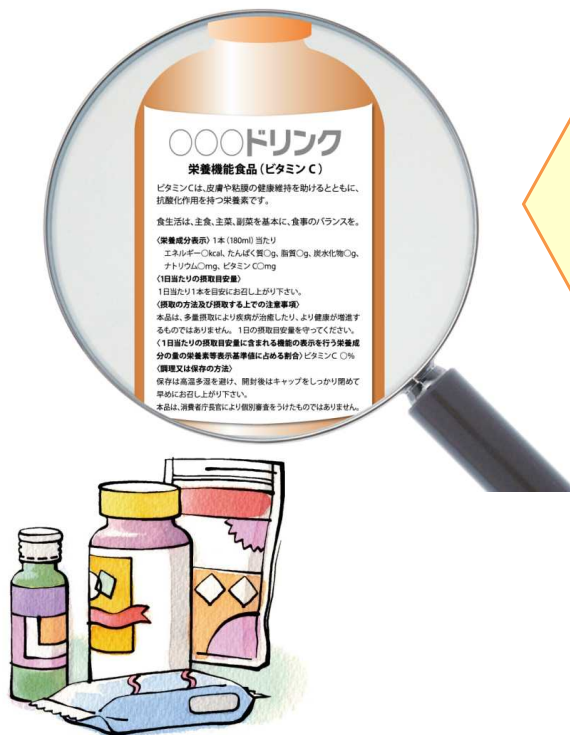 ○○○ドリンク
栄養機能食品(ビタミンC)
ビタミンCは、皮膚や粘膜の健康維持を助けるとともに、
抗酸化作用を持つ栄養素です。
食生活は、主食、主菜、副菜を基本に、食事のバランスを。
〈栄養成分表示〉1本(180ml)当たり
エネルギー○kcal、たんぱく質○g、脂質○g、炭水化物○g、
ナトリウム○mg、ビタミンC○mg
〈1日当たりの摂取目安量〉
1日当たり1本を目安にお召し上がり下さい。
〈摂取の方法及び摂取する上での注意事項〉
本品は、多量摂取により疾病が治癒したり、より健康が増進す
るものではありません。1日の摂取目安量を守ってください。
〈1日当たりの摂取目安量に含まれる機能の表示を行う栄養成
分の量の栄養素等表示基準値に占める割合〉ビタミンC ○%
〈調理又は保存の方法〉
保存は高温多湿を避け、開封後はキャップをしっかり閉めて
早めにお召し上がり下さい。
本品は、消費者庁長官により個別審査をうけたものではありません。